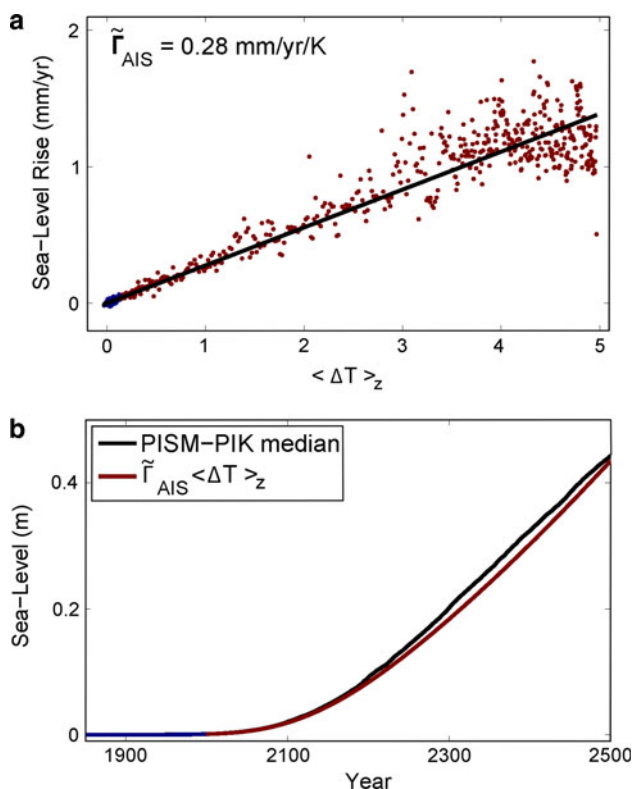 a
Γ̃AIS = 0.28 mm/yr/K
Sea-Level Rise (mm/yr)
2
1
0
0 1 2 3 4 5
< ΔT >z
b
PISM-PIK median
Γ̃AIS<ΔT>z
Sea-Level (m)
0.4
0.2
0
1900 2100 2300 2500
Year